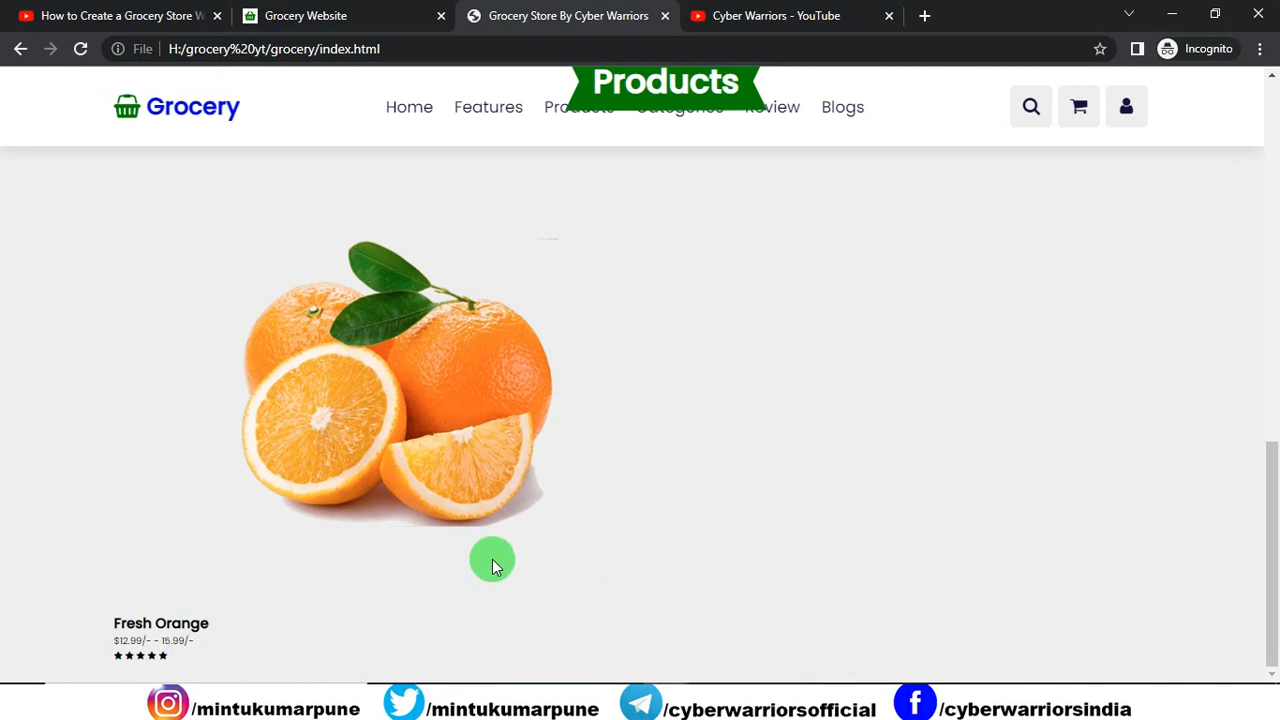 How to Create a Grocery Store W
Grocery Website
Grocery Store By Cyber Warriors
Cyber Warriors - YouTube
File
H:/grocery%20yt/grocery/index.html
Incognito
Products
Grocery
Home
Features
Products
Categories
Review
Blogs
Fresh Orange
$12.99/- - 15.99/-
/mintukumarpune
/mintukumarpune
/cyberwarriorsofficial
/cyberwarriorsindia